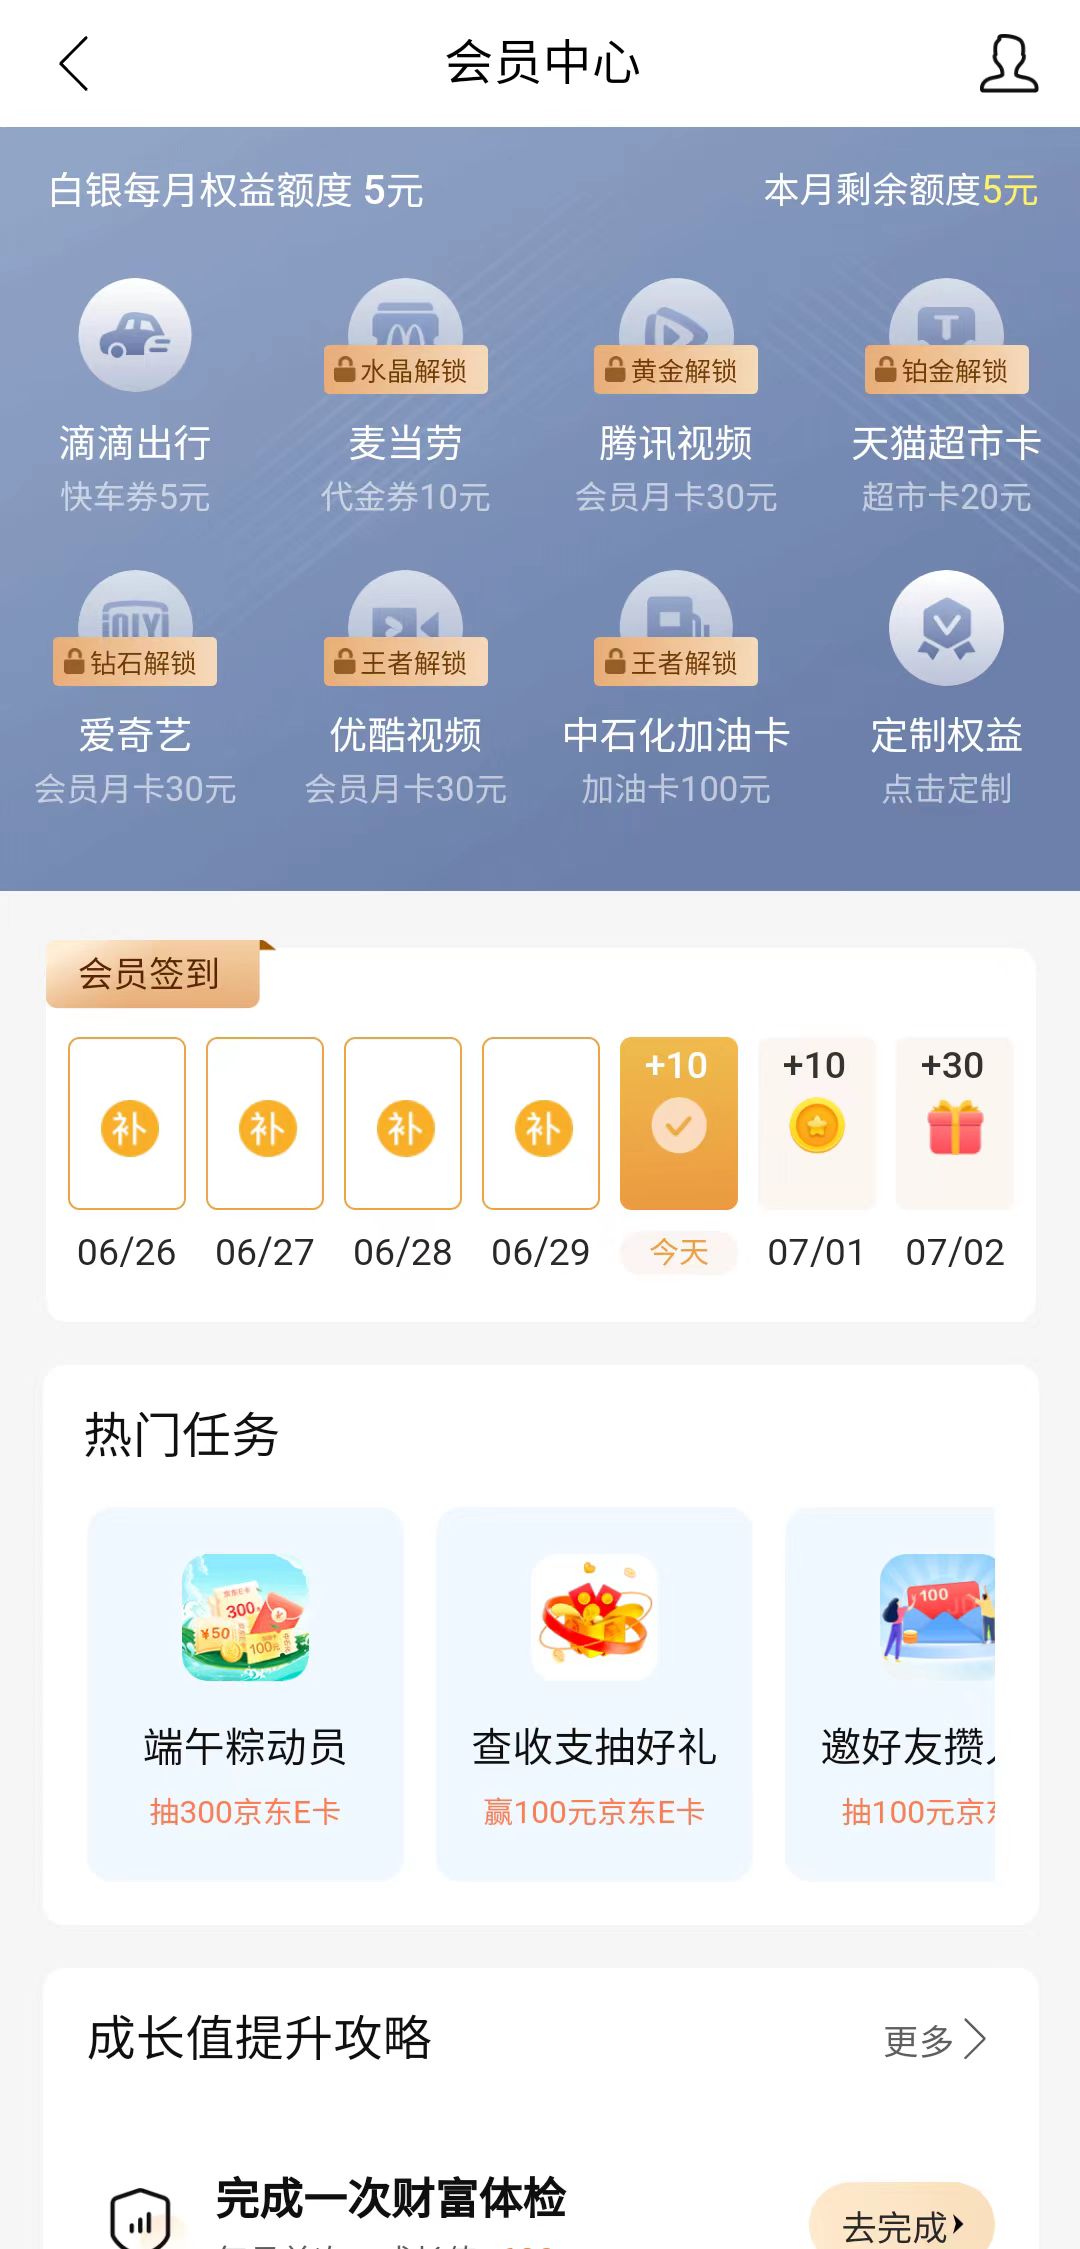 会员中心
白银每月权益额度 5元
本月剩余额度5元
水晶解锁
黄金解锁
铂金解锁
滴滴出行
麦当劳
腾讯视频
天猫超市卡
快车券5元
代金券10元
会员月卡30元
超市卡20元
钻石解锁
王者解锁
王者解锁
爱奇艺
优酷视频
中石化加油卡
定制权益
会员月卡30元
会员月卡30元
加油卡100元
点击定制
会员签到
+10
+10
+30
补
补
补
补
06/26
06/27
06/28
06/29
今天
07/01
07/02
热门任务
京东E卡
300
¥50
100元
100
端午粽动员
查收支抽好礼
邀好友攒
抽300京东E卡
赢100元京东E卡
抽100元京
成长值提升攻略
更多
完成一次财富体检
去完成